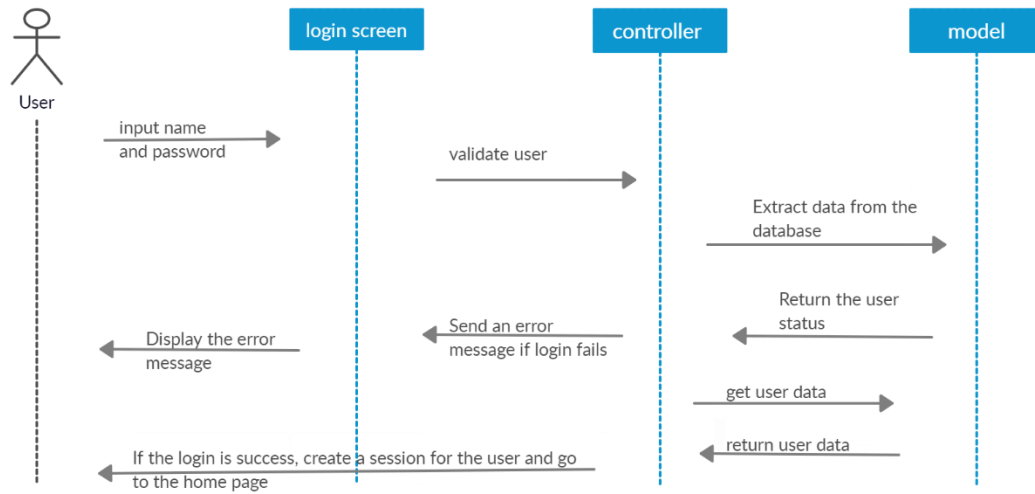 login screen
controller
model
User
input name
and password
validate user
Extract data from the
database
Return the user
status
Send an error
message if login fails
Display the error
message
get user data
return user data
If the login is success, create a session for the user and go
to the home page